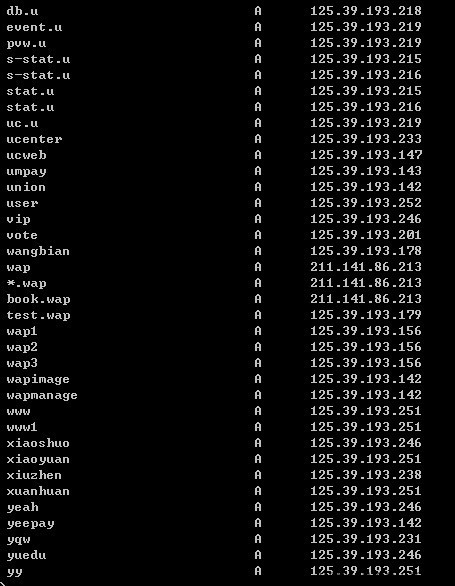 db.u A 125.39.193.218
event.u A 125.39.193.219
pvw.u A 125.39.193.219
s-stat.u A 125.39.193.215
s-stat.u A 125.39.193.216
stat.u A 125.39.193.215
stat.u A 125.39.193.216
uc.u A 125.39.193.219
ucenter A 125.39.193.233
ucweb A 125.39.193.147
umpay A 125.39.193.143
union A 125.39.193.142
user A 125.39.193.252
vip A 125.39.193.246
vote A 125.39.193.201
wangbian A 125.39.193.178
wap A 211.141.86.213
*.wap A 211.141.86.213
book.wap A 211.141.86.213
test.wap A 125.39.193.179
wap1 A 125.39.193.156
wap2 A 125.39.193.156
wap3 A 125.39.193.156
wapimage A 125.39.193.142
wapmanage A 125.39.193.142
www A 125.39.193.251
www1 A 125.39.193.251
xiaoshuo A 125.39.193.246
xiaoyuan A 125.39.193.251
xiuzhen A 125.39.193.238
xuanhuan A 125.39.193.251
yeah A 125.39.193.246
yeepay A 125.39.193.142
yqw A 125.39.193.231
yuedu A 125.39.193.246
yy A 125.39.193.251